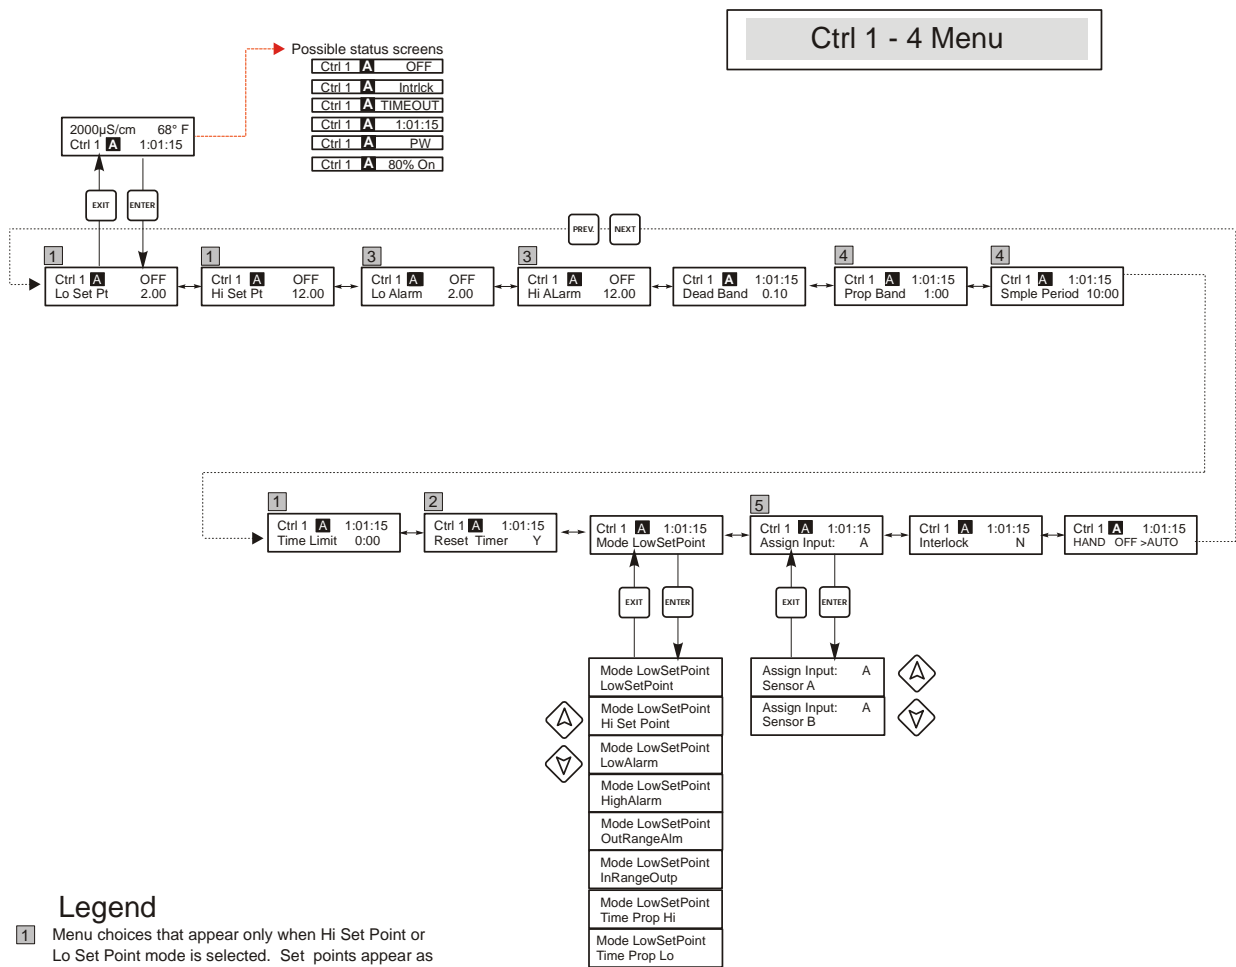 Ctrl 1 - 4 Menu
Possible status screens
Ctrl 1 A OFF
Ctrl 1 A Intrlck
Ctrl 1 A TIMEOUT
Ctrl 1 A 1:01:15
Ctrl 1 A PW
Ctrl 1 A 80% On
2000µS/cm 68° F
Ctrl 1 A 1:01:15
EXIT
ENTER
PREV.
NEXT
1
Ctrl 1 A OFF
Lo Set Pt 2.00
1
Ctrl 1 A OFF
Hi Set Pt 12.00
3
Ctrl 1 A OFF
Lo Alarm 2.00
3
Ctrl 1 A OFF
Hi ALarm 12.00
Ctrl 1 A 1:01:15
Dead Band 0.10
4
Ctrl 1 A 1:01:15
Prop Band 1:00
4
Ctrl 1 A 1:01:15
Smple Period 10:00
1
Ctrl 1 A 1:01:15
Time Limit 0:00
2
Ctrl 1 A 1:01:15
Reset Timer Y
Ctrl 1 A 1:01:15
Mode LowSetPoint
5
Ctrl 1 A 1:01:15
Assign Input: A
Ctrl 1 A 1:01:15
Interlock N
Ctrl 1 A 1:01:15
HAND OFF >AUTO
EXIT
ENTER
EXIT
ENTER
Mode LowSetPoint
LowSetPoint
Mode LowSetPoint
Hi Set Point
Mode LowSetPoint
LowAlarm
Mode LowSetPoint
HighAlarm
Mode LowSetPoint
OutRangeAlm
Mode LowSetPoint
InRangeOutp
Mode LowSetPoint
Time Prop Hi
Mode LowSetPoint
Time Prop Lo
Assign Input: A
Sensor A
Assign Input: A
Sensor B
Legend
1 Menu choices that appear only when Hi Set Point or
Lo Set Point mode is selected. Set points appear as